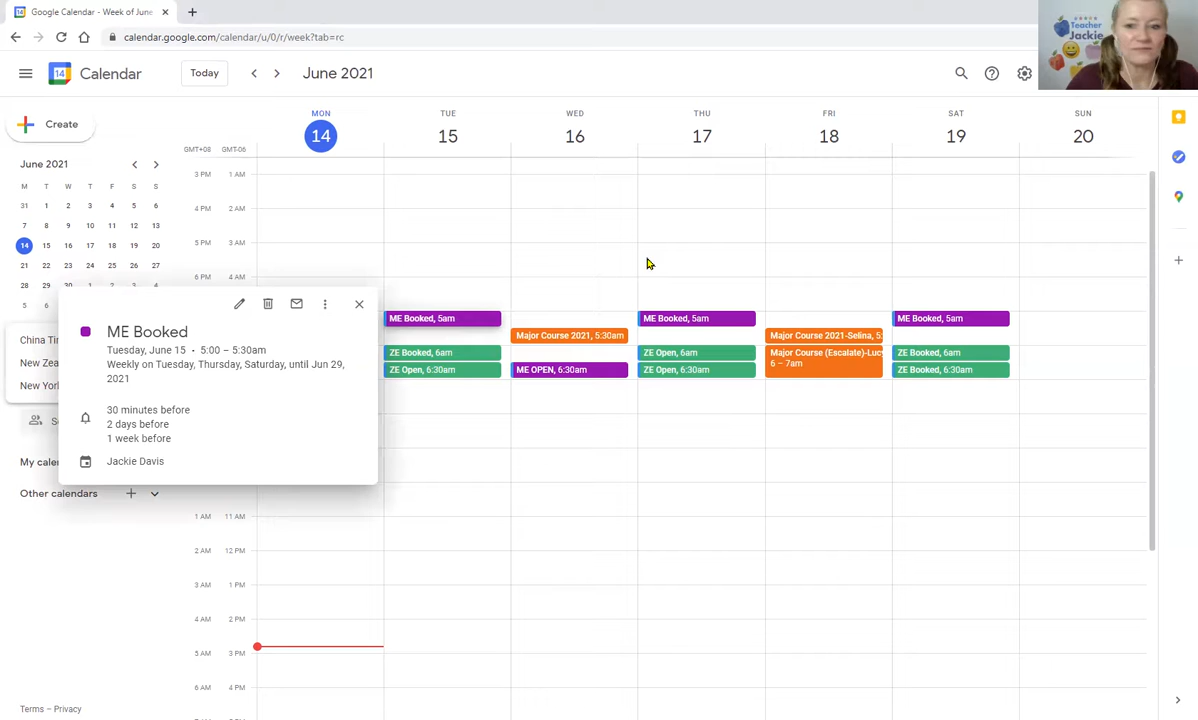 Google Calendar - Week of June
calendar.google.com/calendar/u/0/r/week?tab=rc
14
Calendar
Today
June 2021
Teacher
Jackie
Create
June 2021
M T W T F S S
31 1 2 3 4 5 6
7 8 9 10 11 12 13
14 15 16 17 18 19 20
21 22 23 24 25 26 27
28 29 30 1 2 3 4
5 6
China Tim
New Zea
New York
My cale
Other calendars
Terms – Privacy
MON
14
TUE
15
WED
16
THU
17
FRI
18
SAT
19
SUN
20
GMT+08 GMT-06
3 PM 1 AM
4 PM 2 AM
5 PM 3 AM
6 PM 4 AM
1 AM 11 AM
2 AM 12 PM
3 AM 1 PM
4 AM 2 PM
5 AM 3 PM
6 AM 4 PM
ME Booked
Tuesday, June 15 • 5:00 – 5:30am
Weekly on Tuesday, Thursday, Saturday, until Jun 29,
2021
30 minutes before
2 days before
1 week before
Jackie Davis
ME Booked, 5am
ZE Booked, 6am
ZE Open, 6:30am
Major Course 2021, 5:30am
ME OPEN, 6:30am
ME Booked, 5am
ZE Open, 6am
ZE Open, 6:30am
Major Course 2021-Selina, 5:
Major Course (Escalate)-Lucy
6 – 7am
ME Booked, 5am
ZE Booked, 6am
ZE Booked, 6:30am